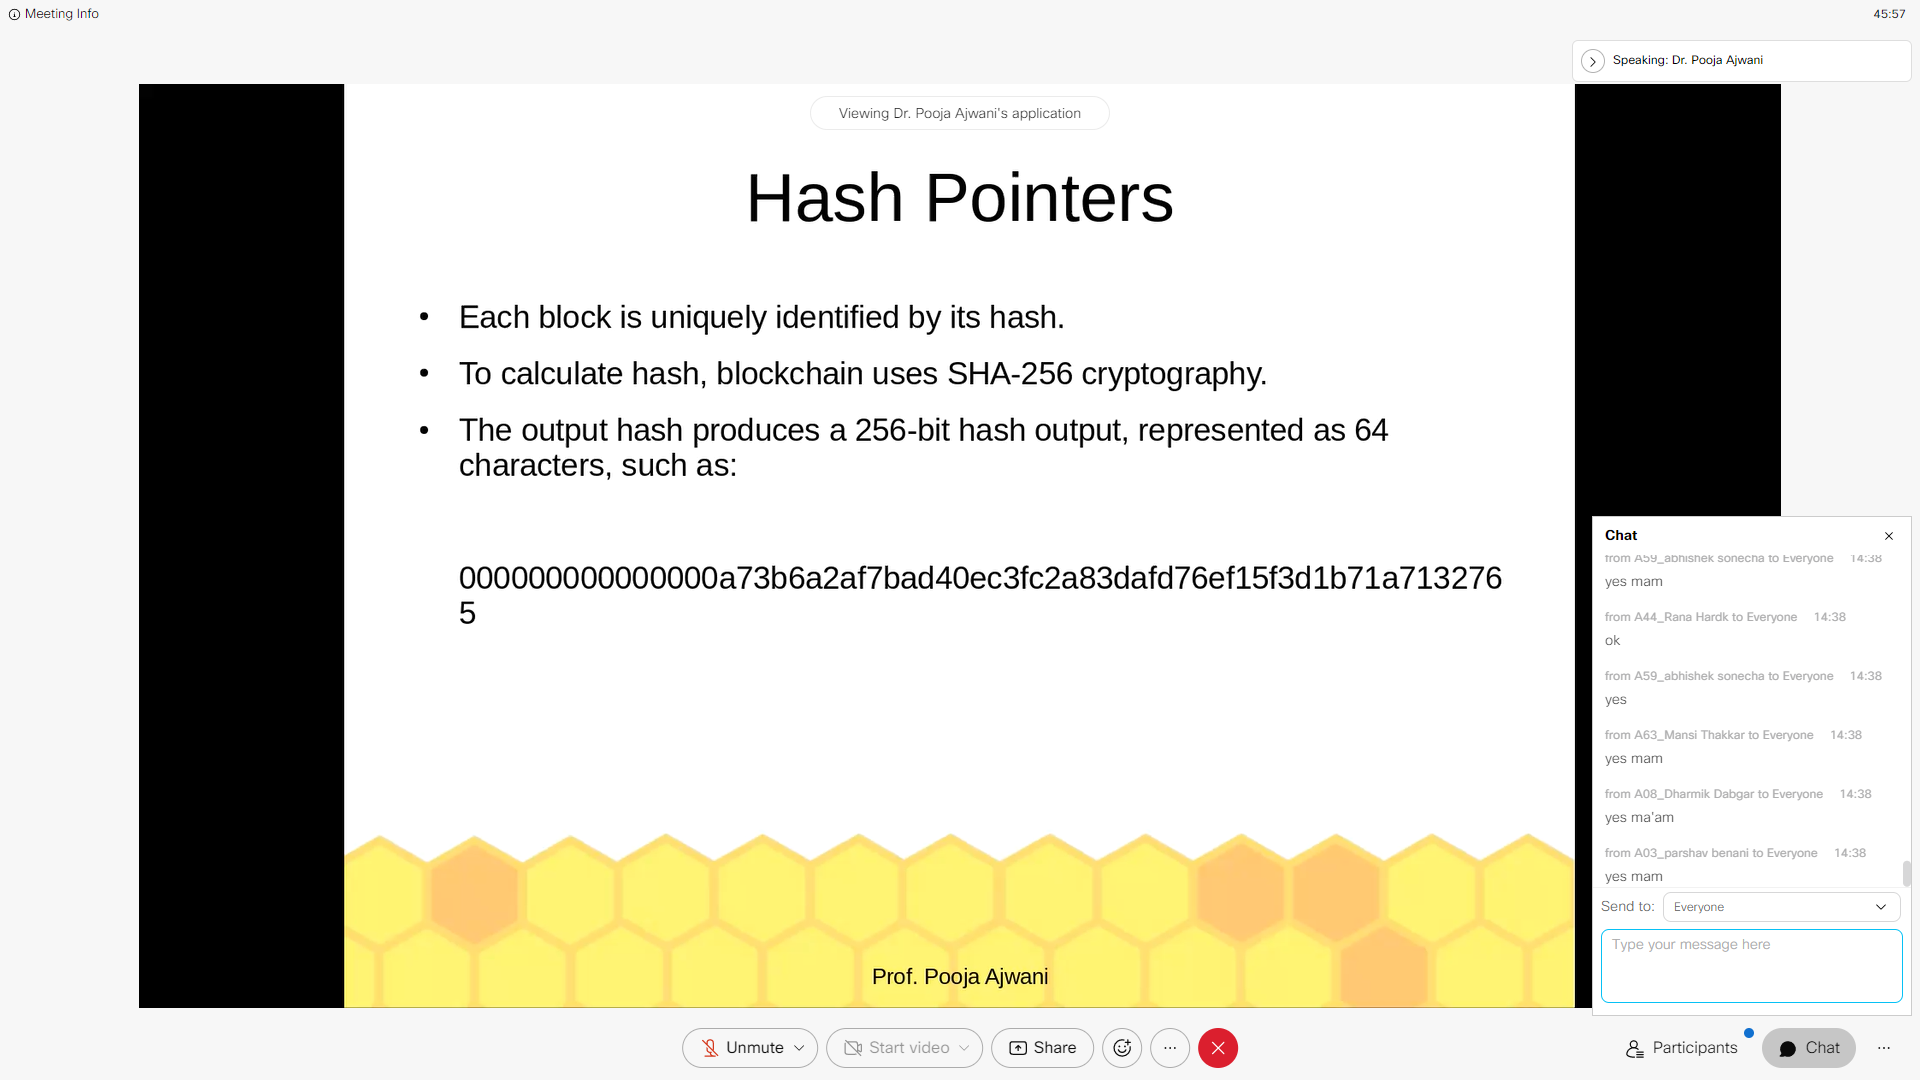 Meeting Info
45:57
Speaking: Dr. Pooja Ajwani
Viewing Dr. Pooja Ajwani's application
Hash Pointers
• Each block is uniquely identified by its hash.
• To calculate hash, blockchain uses SHA-256 cryptography.
• The output hash produces a 256-bit hash output, represented as 64
characters, such as:
000000000000000a73b6a2af7bad40ec3fc2a83dafd76ef15f3d1b71a713276
5
Prof. Pooja Ajwani
Chat
from A59_abhishek sonecha to Everyone 14:38
yes mam
from A44_Rana Hardk to Everyone 14:38
ok
from A59_abhishek sonecha to Everyone 14:38
yes
from A63_Mansi Thakkar to Everyone 14:38
yes mam
from A08_Dharmik Dabgar to Everyone 14:38
yes ma'am
from A03_parshav benani to Everyone 14:38
yes mam
Send to: Everyone
Type your message here
Unmute
Start video
Share
Participants
Chat